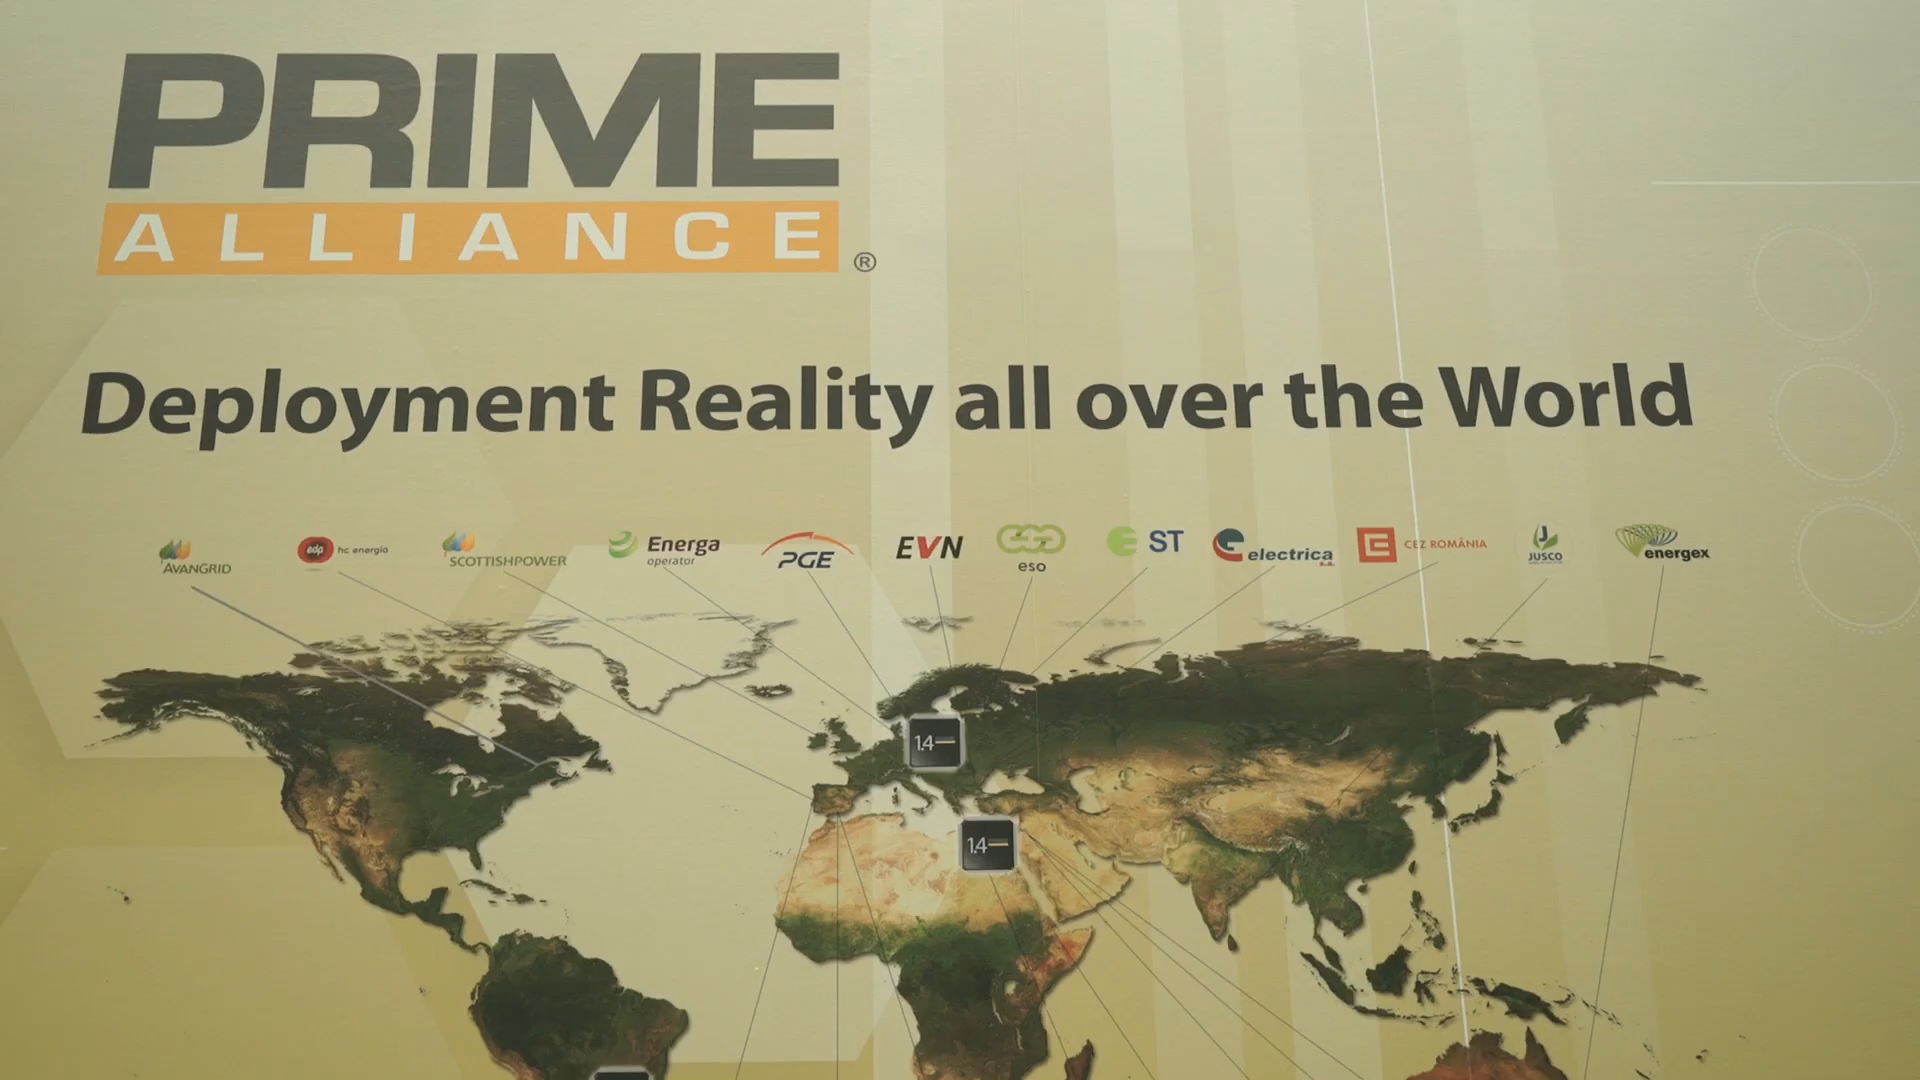 PRIME
ALLIANCE
®
Deployment Reality all over the World
AVANGRID
edp hc energia
SCOTTISHPOWER
Energa
operator
PGE
EVN
eso
ST
electrica
s.a.
CEZ ROMÂNIA
JUSCO
energex
1.4
1.4